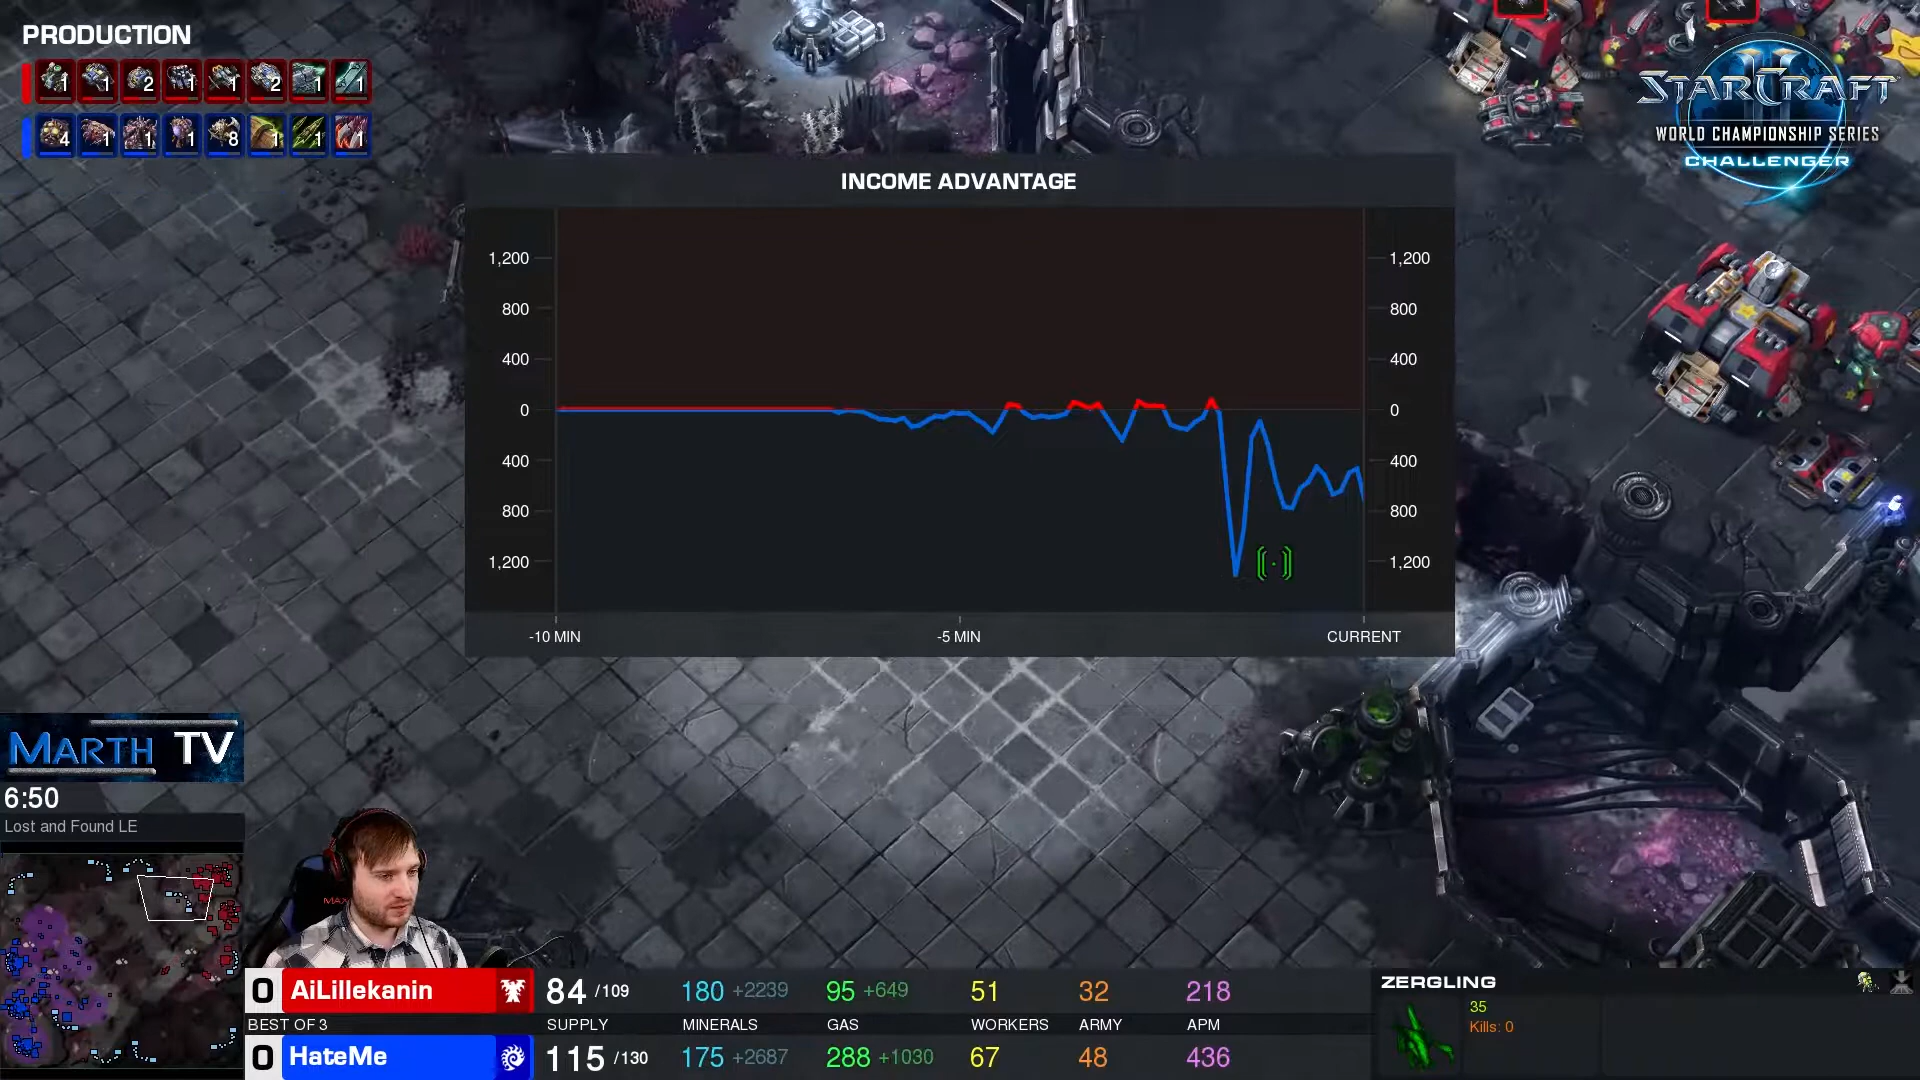 PRODUCTION
1 1 2 1 1 2 1 1
4 1 1 1 8 1 1 1
STARCRAFT II
WORLD CHAMPIONSHIP SERIES
CHALLENGER
INCOME ADVANTAGE
1,200 1,200
800 800
400 400
0 0
400 400
800 800
1,200 1,200
-10 MIN -5 MIN CURRENT
MARTH TV
6:50
Lost and Found LE
MAX
0 AiLillekanin 84 /109 180 +2239 95 +649 51 32 218
BEST OF 3 SUPPLY MINERALS GAS WORKERS ARMY APM
0 HateMe 115 /130 175 +2687 288 +1030 67 48 436
ZERGLING
35
Kills: 0